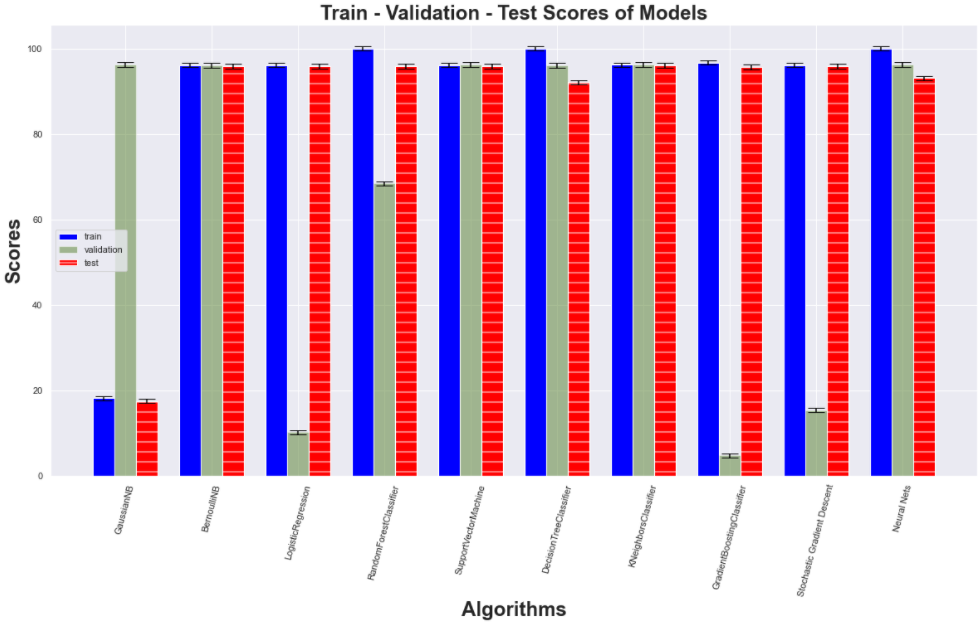 Train - Validation - Test Scores of Models
Scores
100
80
60
40
20
0
train
validation
test
GaussianNB
BernoulliNB
LogisticRegression
RandomForestClassifier
SupportVectorMachine
DecisionTreeClassifier
KNeighborsClassifier
GradientBoostingClassifier
Stochastic Gradient Descent
Neural Nets
Algorithms